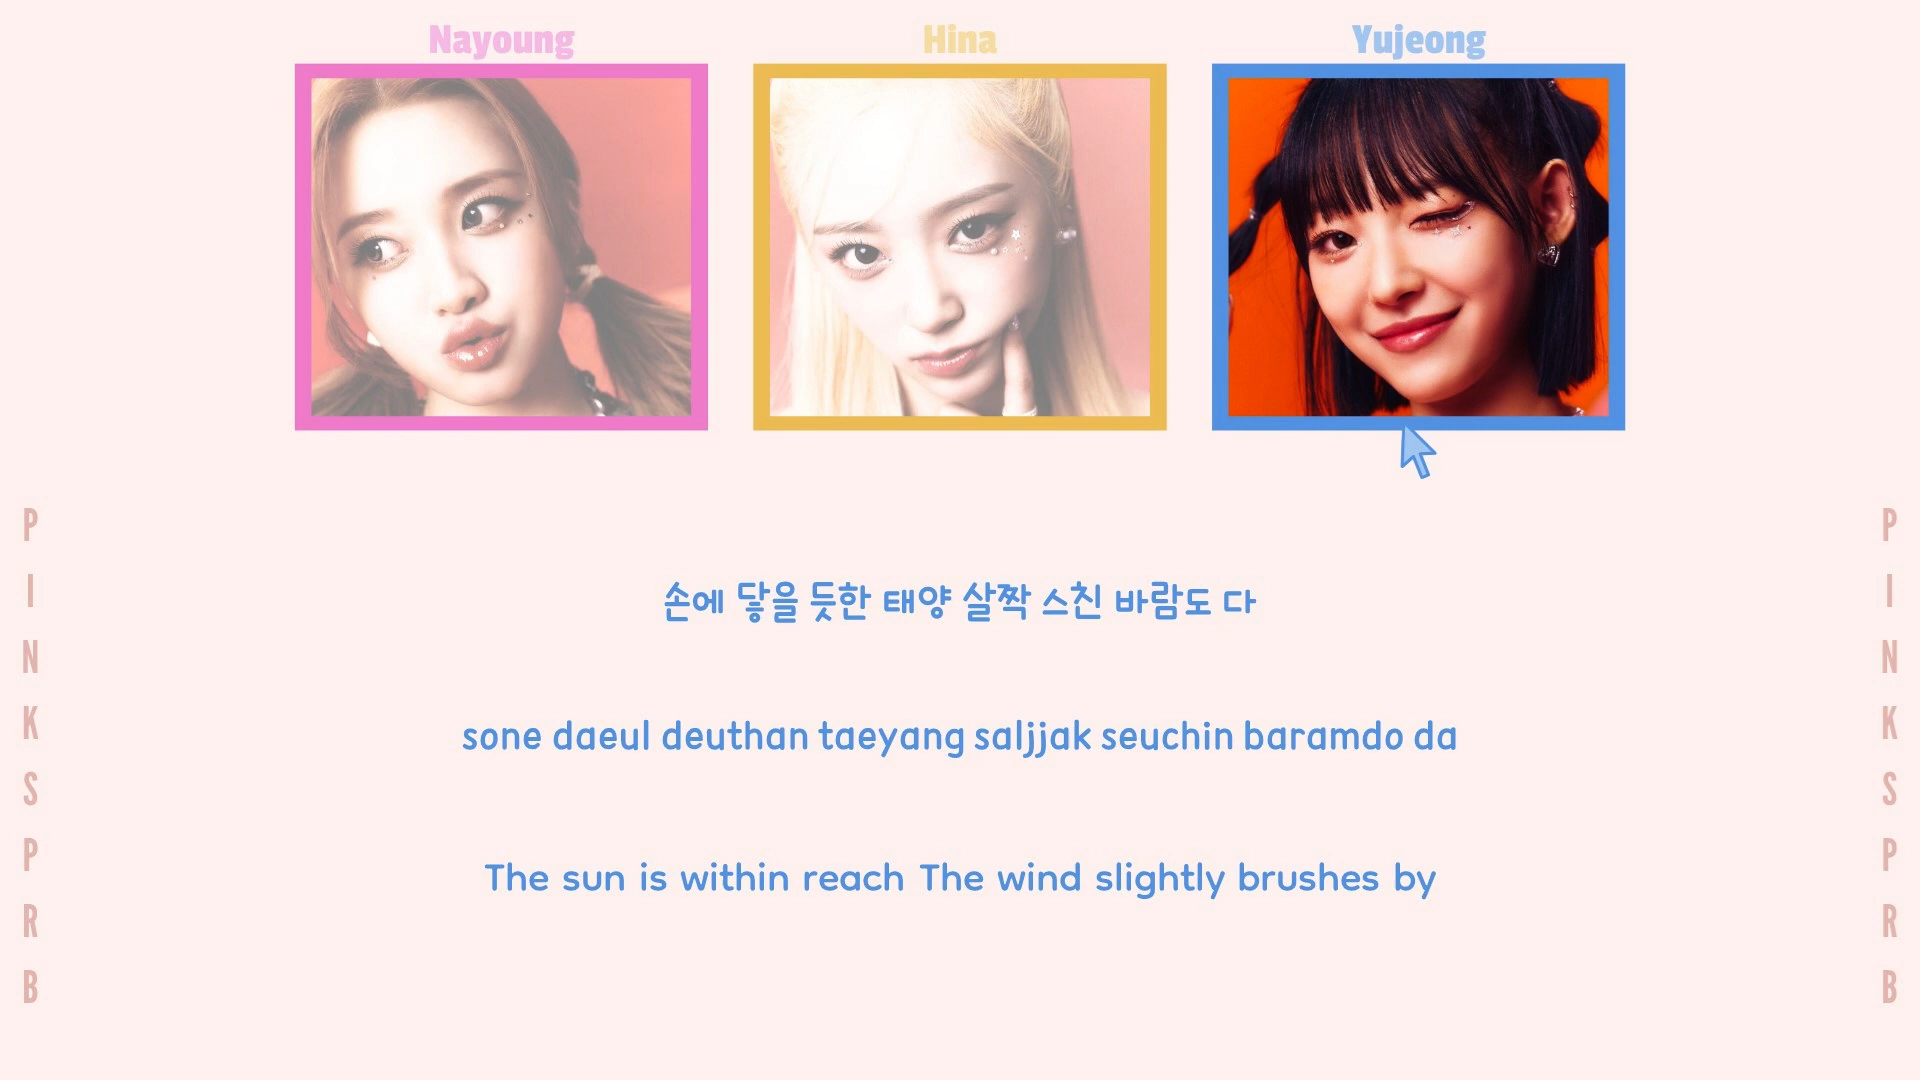 Nayoung Hina Yujeong
손에 닿을 듯한 태양 살짝 스친 바람도 다
sone daeul deuthan taeyang saljjak seuchin baramdo da
The sun is within reach The wind slightly brushes by
PINKSPRB
PINKSPRB